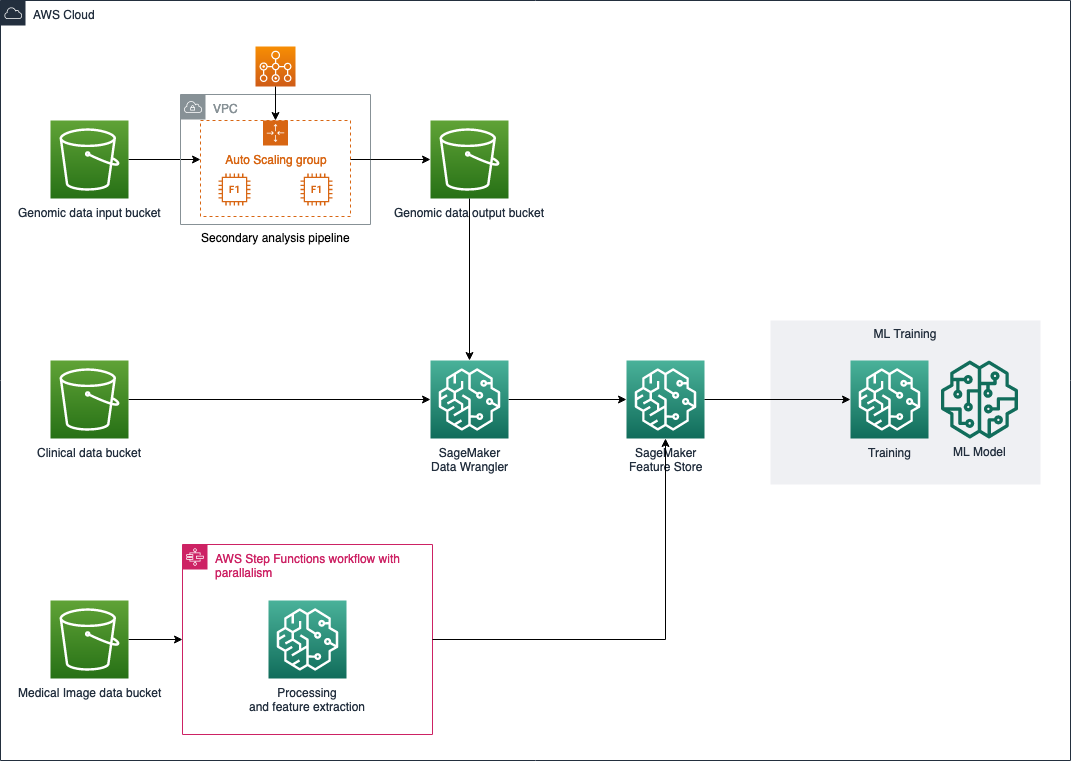 AWS Cloud
VPC
Auto Scaling group
F1
F1
Genomic data input bucket
Genomic data output bucket
Secondary analysis pipeline
ML Training
Clinical data bucket
SageMaker
Data Wrangler
SageMaker
Feature Store
Training
ML Model
AWS Step Functions workflow with
parallalism
Medical Image data bucket
Processing
and feature extraction